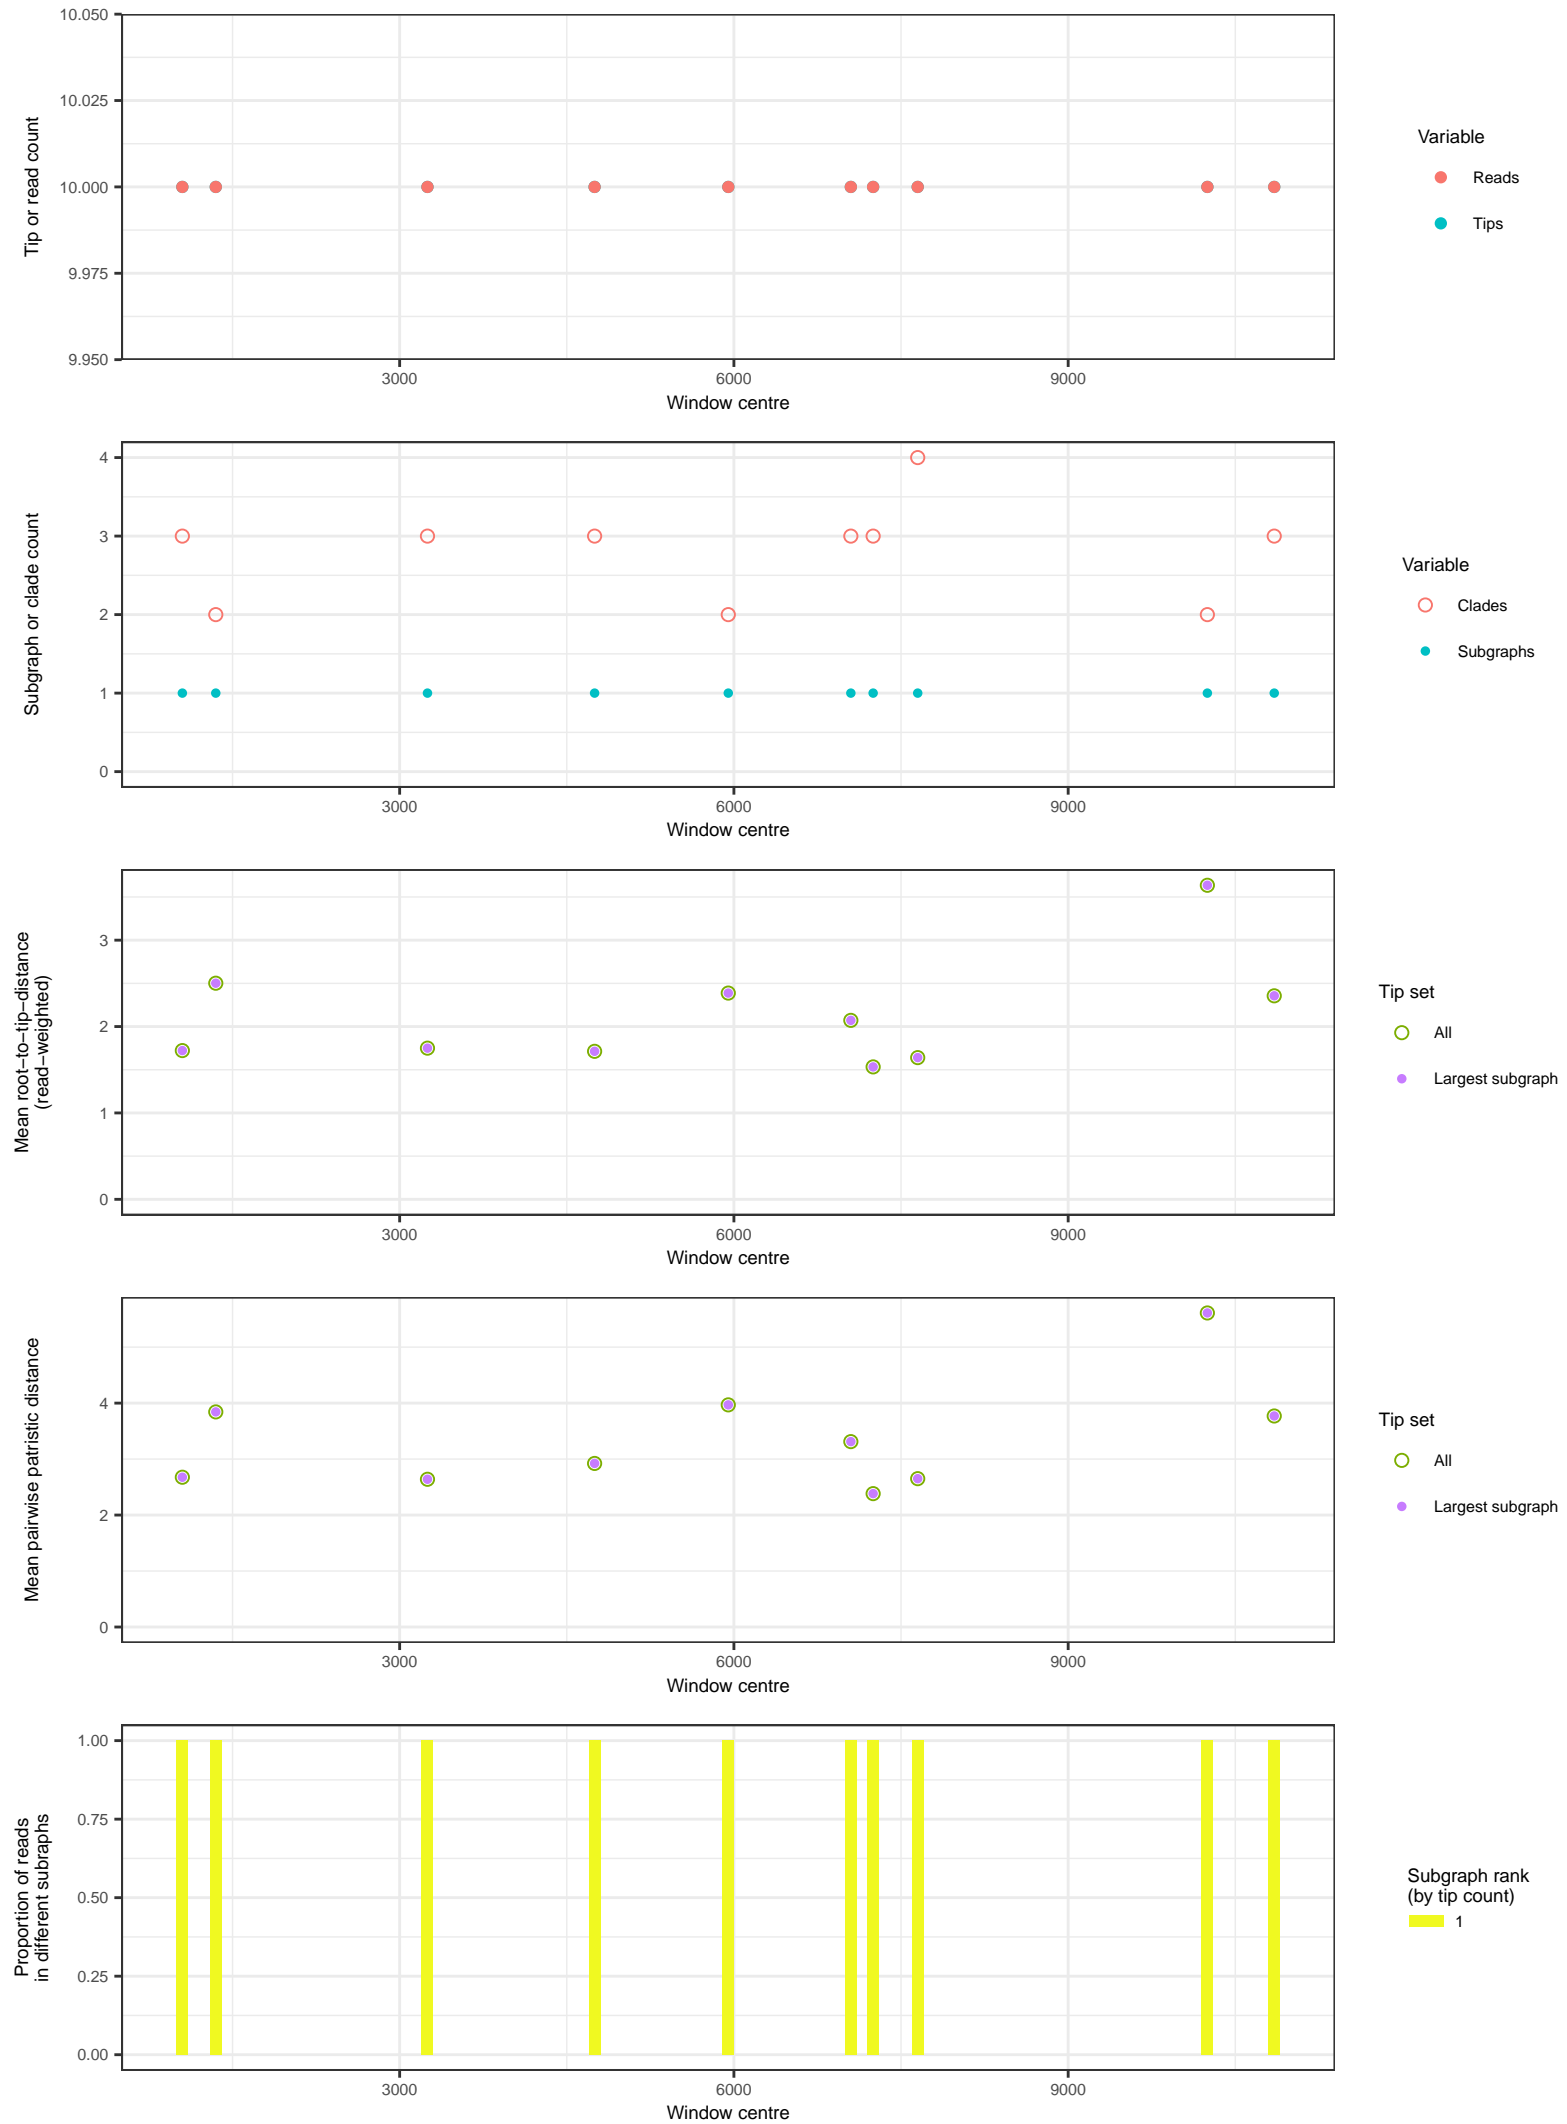 10.050
10.025
10.000
9.975
9.950
Tip or read count
3000 6000 9000
Window centre
Variable
Reads
Tips
4
3
2
1
0
Subgraph or clade count
3000 6000 9000
Window centre
Variable
Clades
Subgraphs
3
2
1
0
Mean root−to−tip−distance
(read−weighted)
3000 6000 9000
Window centre
Tip set
All
Largest subgraph
4
2
0
Mean pairwise patristic distance
3000 6000 9000
Window centre
Tip set
All
Largest subgraph
1.00
0.75
0.50
0.25
0.00
Proportion of reads
in different subraphs
3000 6000 9000
Window centre
Subgraph rank
(by tip count)
1